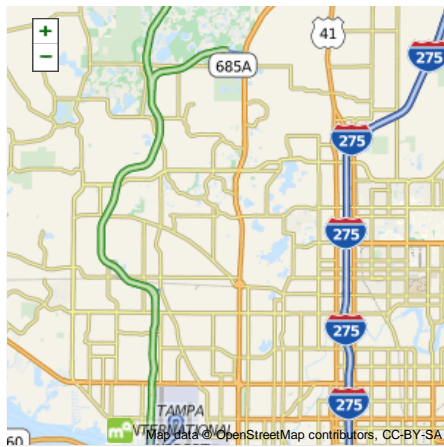 +
41
−
685A
275
275
275
275
275
TAMPA
INTERNATIONAL
60
m
Map data © OpenStreetMap contributors, CC-BY-SA